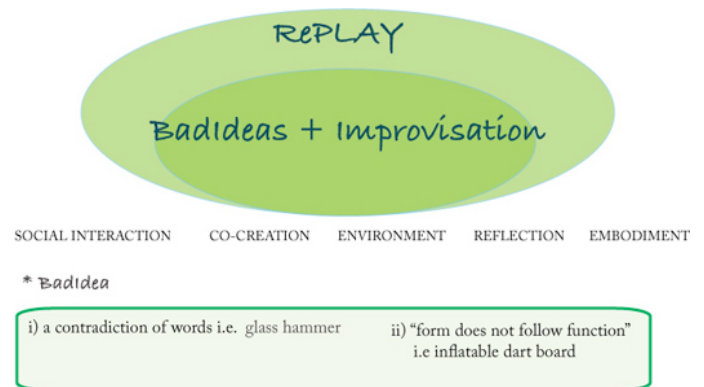 RePLAY
BadIdeas + Improvisation
SOCIAL INTERACTION CO-CREATION ENVIRONMENT REFLECTION EMBODIMENT
* BadIdea
i) a contradiction of words i.e. glass hammer
ii) “form does not follow function”
i.e inflatable dart board